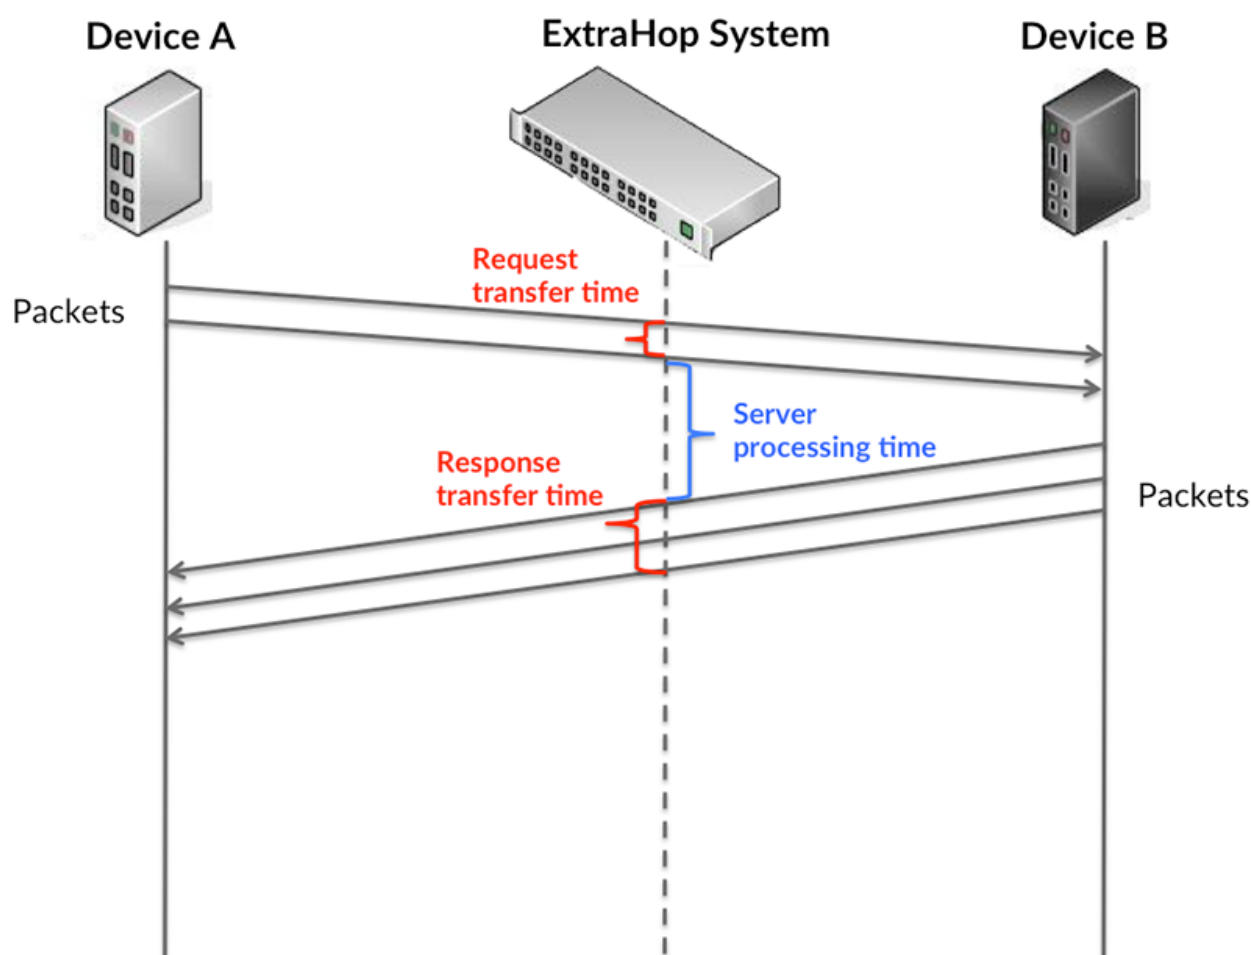 Device A
ExtraHop System
Device B
Request
transfer time
Packets
Server
processing time
Response
transfer time
Packets